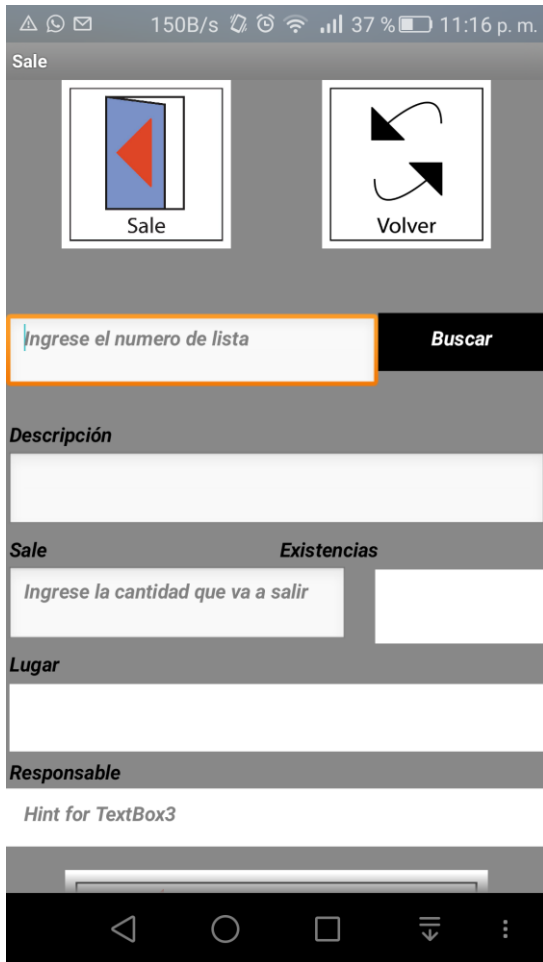 150B/s 37 % 11:16 p. m.
Sale
Sale Volver
Ingrese el numero de lista Buscar
Descripción
Sale Existencias
Ingrese la cantidad que va a salir
Lugar
Responsable
Hint for TextBox3